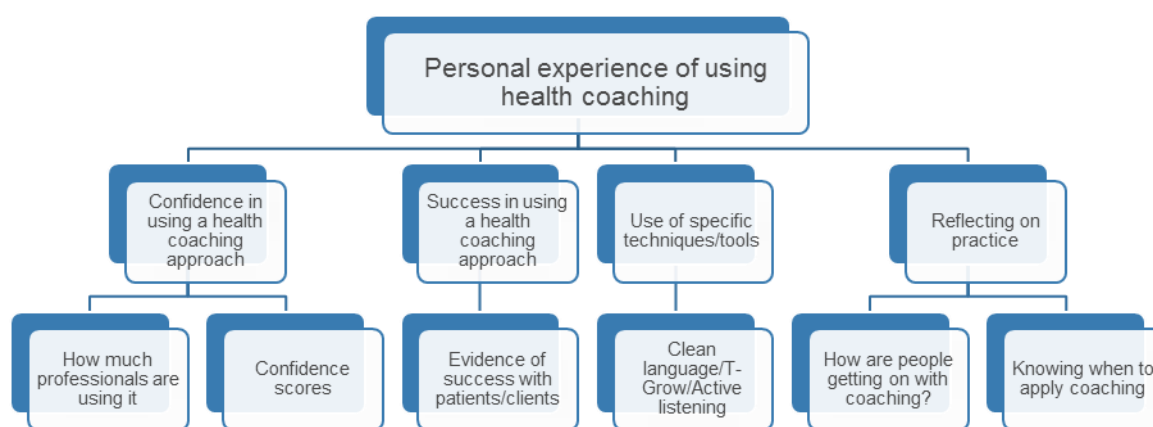 Personal experience of using
health coaching
Confidence in
using a health
coaching
approach
Success in using
a health
coaching
approach
Use of specific
techniques/tools
Reflecting on
practice
How much
professionals are
using it
Confidence
scores
Evidence of
success with
patients/clients
Clean
language/T-
Grow/Active
listening
How are people
getting on with
coaching?
Knowing when to
apply coaching